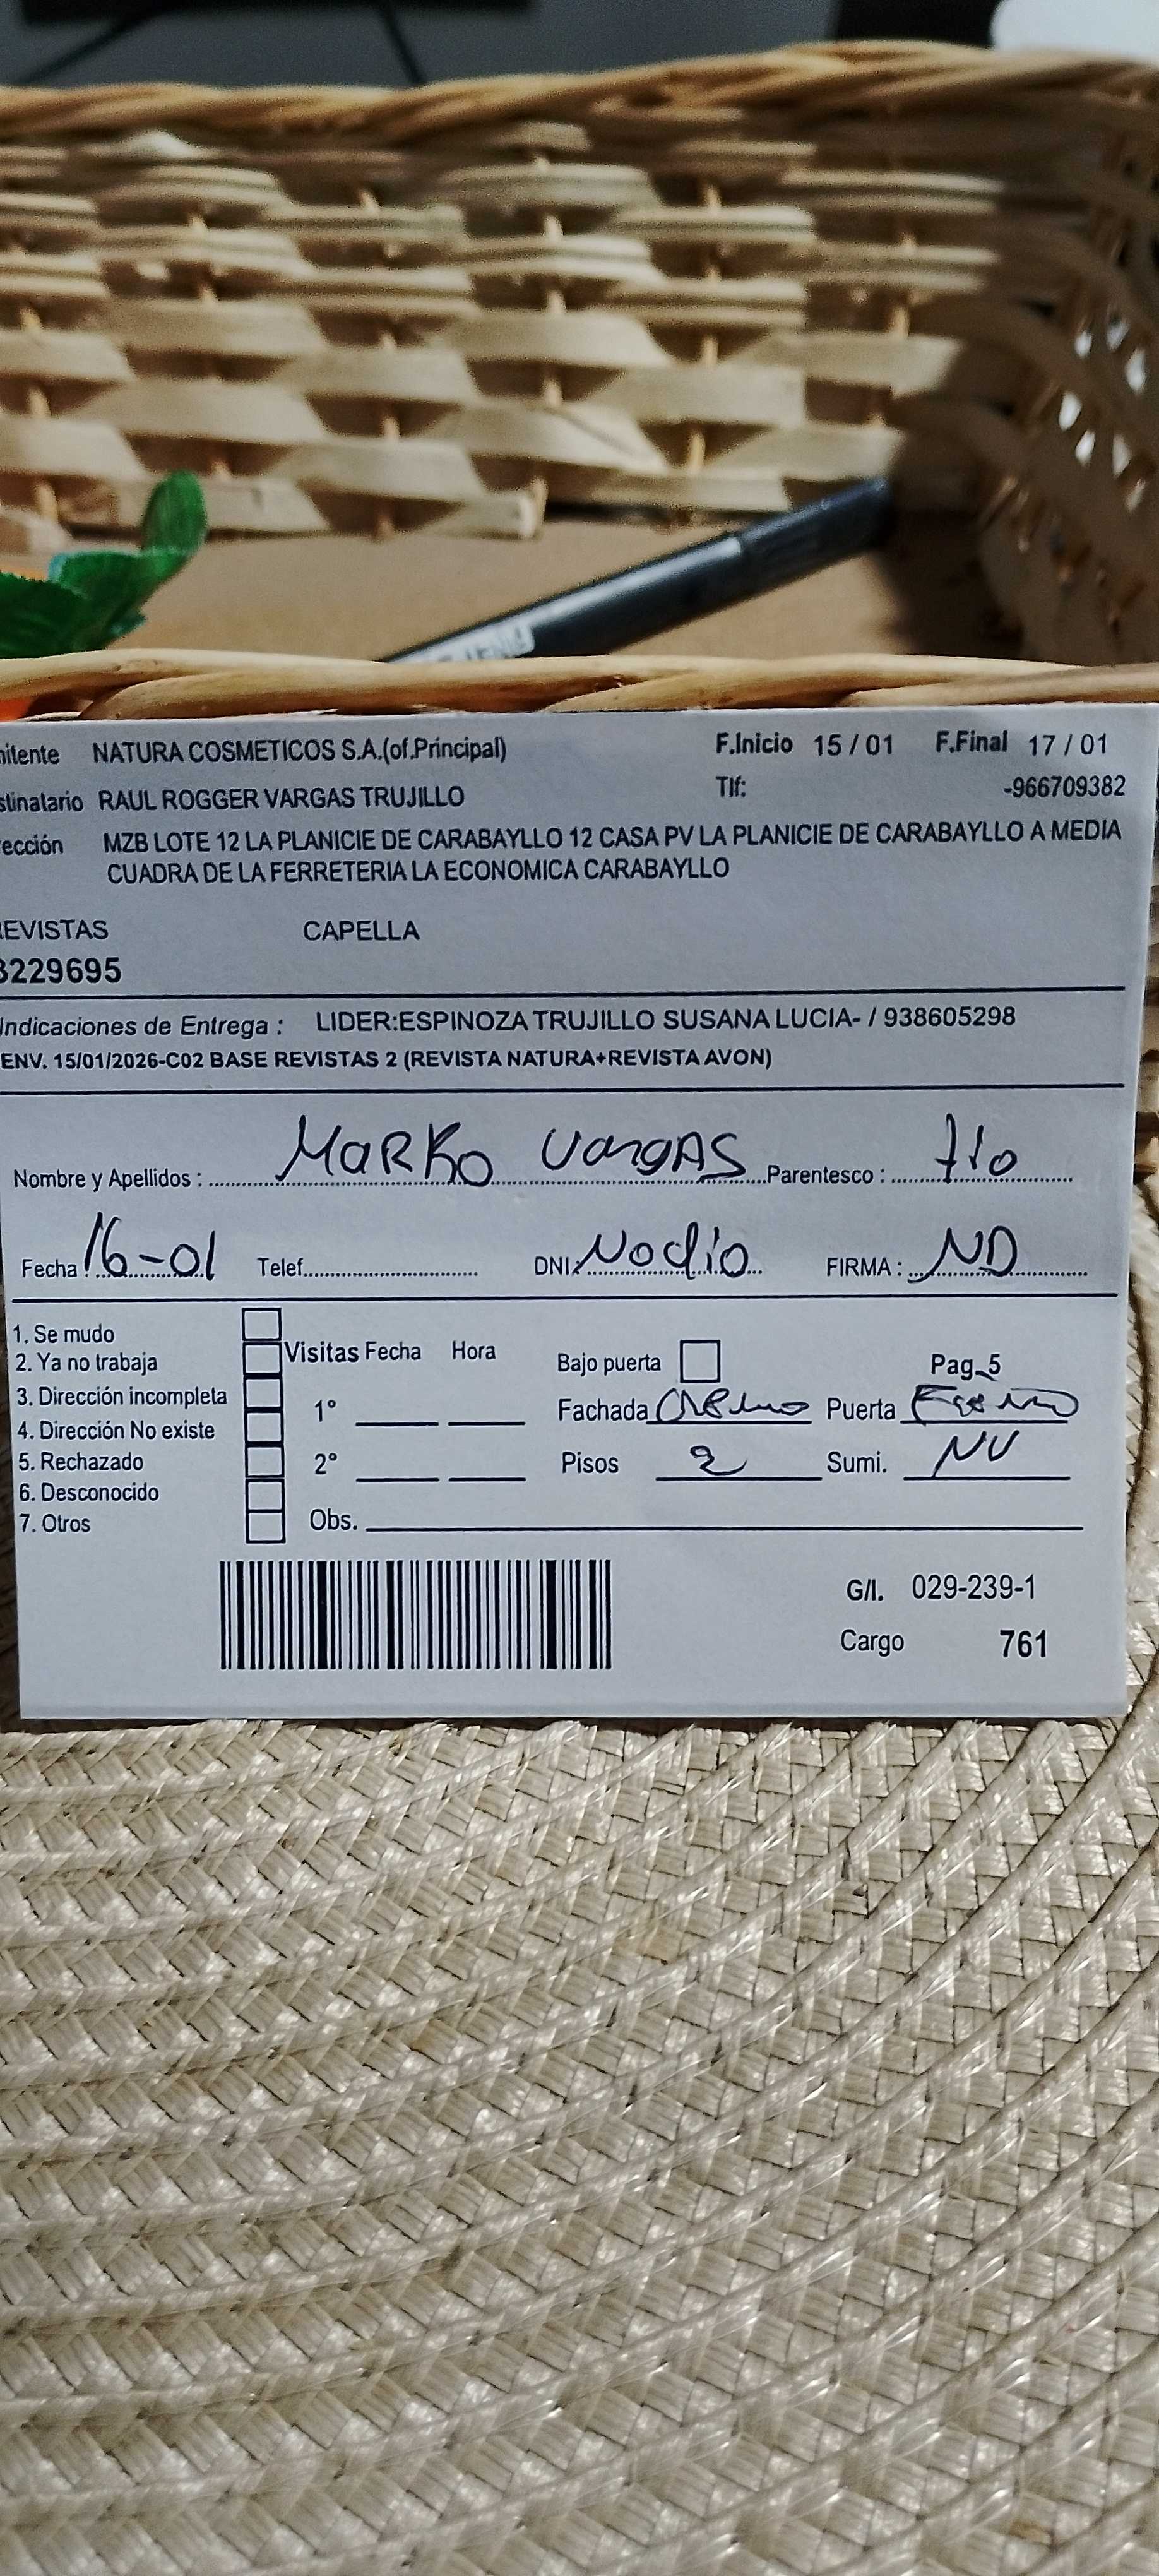 nitente NATURA COSMETICOS S.A.(of.Principal) F.Inicio 15 / 01 F.Final 17 / 01
stinatario RAUL ROGGER VARGAS TRUJILLO Tlf: -966709382
ección MZB LOTE 12 LA PLANICIE DE CARABAYLLO 12 CASA PV LA PLANICIE DE CARABAYLLO A MEDIA
CUADRA DE LA FERRETERIA LA ECONOMICA CARABAYLLO
REVISTAS CAPELLA
3229695
Indicaciones de Entrega : LIDER:ESPINOZA TRUJILLO SUSANA LUCIA- / 938605298
ENV. 15/01/2026-C02 BASE REVISTAS 2 (REVISTA NATURA+REVISTA AVON)
Nombre y Apellidos : MARKO VARGAS Parentesco : tio
Fecha : 16-01 Telef. DNI: No dio FIRMA : ND
1. Se mudo
2. Ya no trabaja Visitas Fecha Hora Bajo puerta Pag. 5
3. Dirección incompleta 1° Fachada Puerta
4. Dirección No existe
5. Rechazado 2° Pisos 2 Sumi. NV
6. Desconocido
7. Otros Obs.
G/I. 029-239-1
Cargo 761